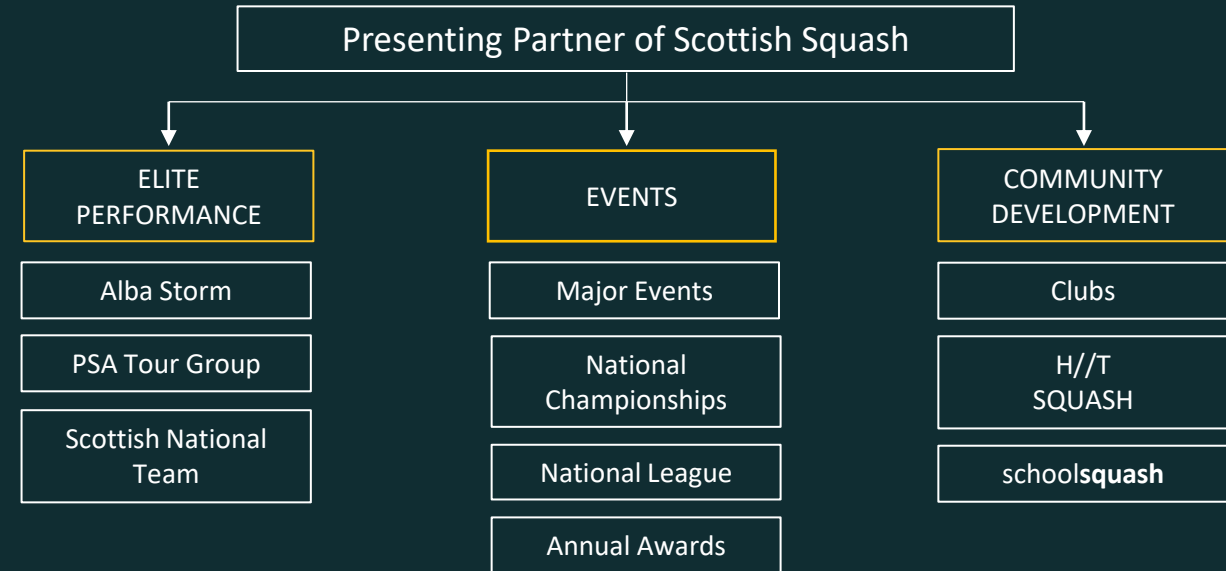 Presenting Partner of Scottish Squash
ELITE
PERFORMANCE
Alba Storm
PSA Tour Group
Scottish National
Team
EVENTS
Major Events
National
Championships
National League
Annual Awards
COMMUNITY
DEVELOPMENT
Clubs
H//T
SQUASH
schoolsquash